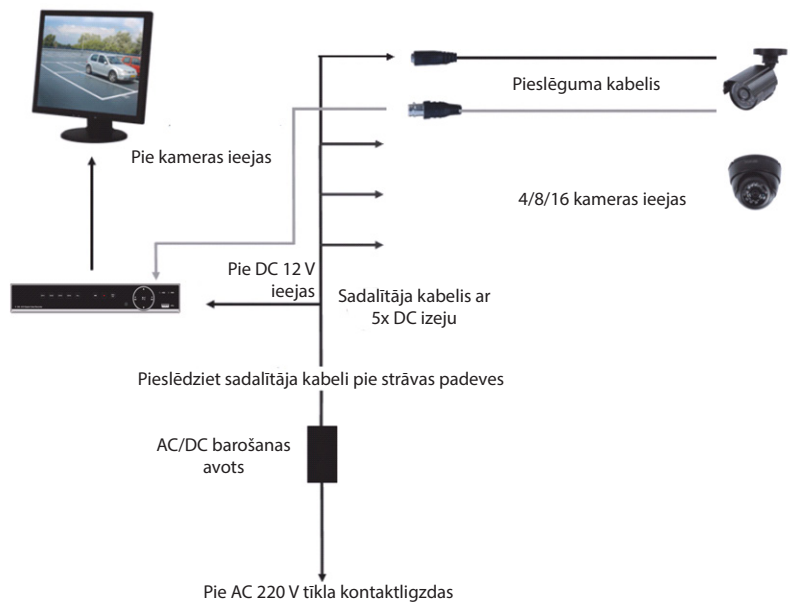 Pieslēguma kabelis
Pie kameras ieejas
4/8/16 kameras ieejas
Pie DC 12 V
ieejas
Sadalītāja kabelis ar
5x DC izeju
Pieslēdziet sadalītāja kabeli pie strāvas padeves
AC/DC barošanas
avots
Pie AC 220 V tīkla kontaktligzdas